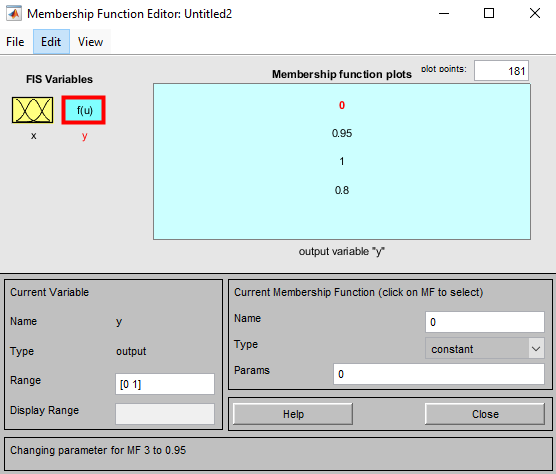 Membership Function Editor: Untitled2
File Edit View
FIS Variables
f(u)
x y
Membership function plots plot points: 181
0
0.95
1
0.8
output variable "y"
Current Variable
Name y
Type output
Range [0 1]
Display Range
Current Membership Function (click on MF to select)
Name 0
Type constant
Params 0
Help Close
Changing parameter for MF 3 to 0.95